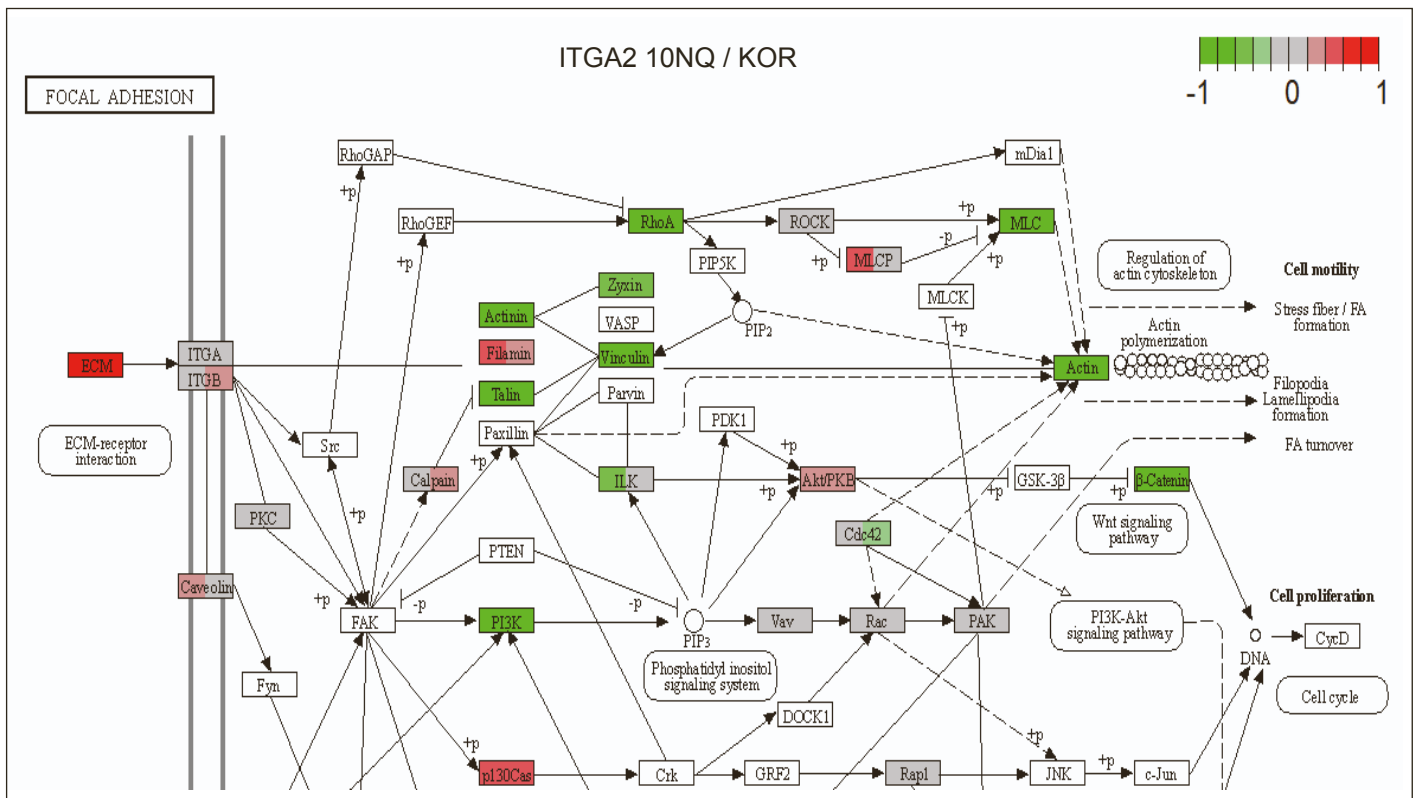 ITGA2 10NQ / KOR
-1 0 1
FOCAL ADHESION
RhoGAP
mDia1
+p
RhoGEF
RhoA
ROCK
+p
MLC
-p
+p
PIP5K
+p
MLCP
+p
Regulation of
actin cytoskeleton
Cell motility
Zyxin
MLCK
Actinin
VASP
PIP2
+p
Stress fiber / FA
formation
Actin
polymerization
ECM
ITGA
ITGB
Filamin
Vinculin
Actin
Talin
Parvin
Filopodia
Lamellipodia
formation
ECM-receptor
interaction
Src
Paxillin
PDK1
FA turnover
+p
+p
Calpain
ILK
+p
Akt/PKB
+p
GSK-3β
+p
β-Catenin
PKC
+p
Cdc42
Wnt signaling
pathway
PTEN
Caveolin
+p
-p
-p
Cell proliferation
FAK
PI3K
PIP3
Vav
Rac
PAK
PI3K-Akt
signaling pathway
DNA
CycD
Phosphatidyl inositol
signaling system
Fyn
Cell cycle
DOCK1
+p
+p
p130Cas
Crk
GRF2
Rap1
JNK
+p
c-Jun